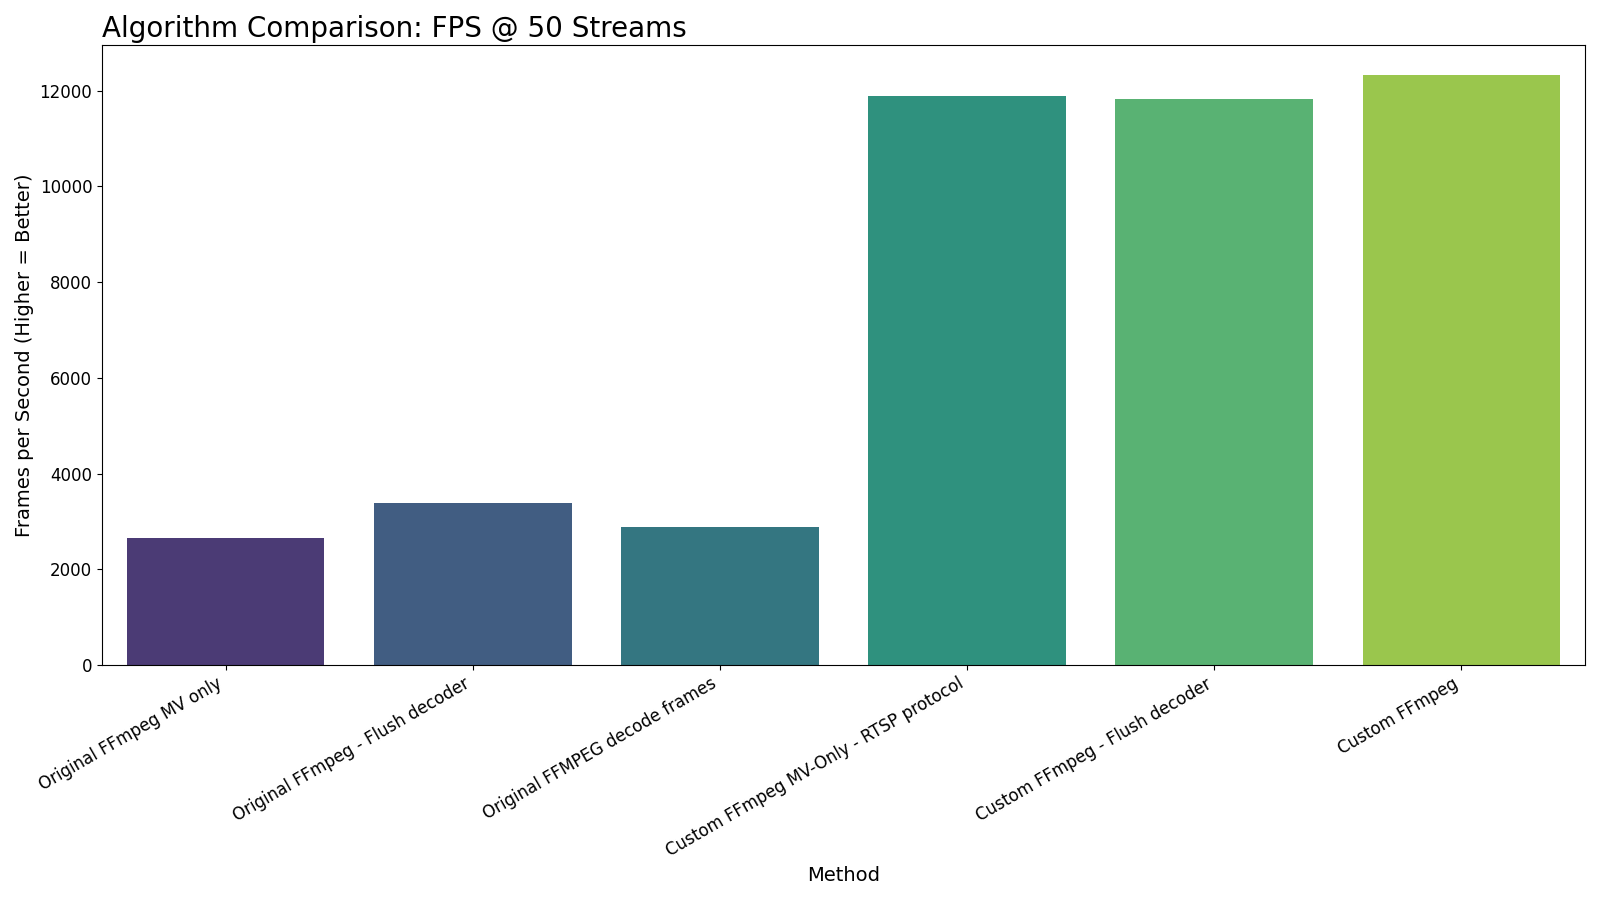 Algorithm Comparison: FPS @ 50 Streams
Frames per Second (Higher = Better)
12000
10000
8000
6000
4000
2000
0
Original FFmpeg MV only
Original FFmpeg - Flush decoder
Original FFMPEG decode frames
Custom FFmpeg MV-Only - RTSP protocol
Custom FFmpeg - Flush decoder
Custom FFmpeg
Method